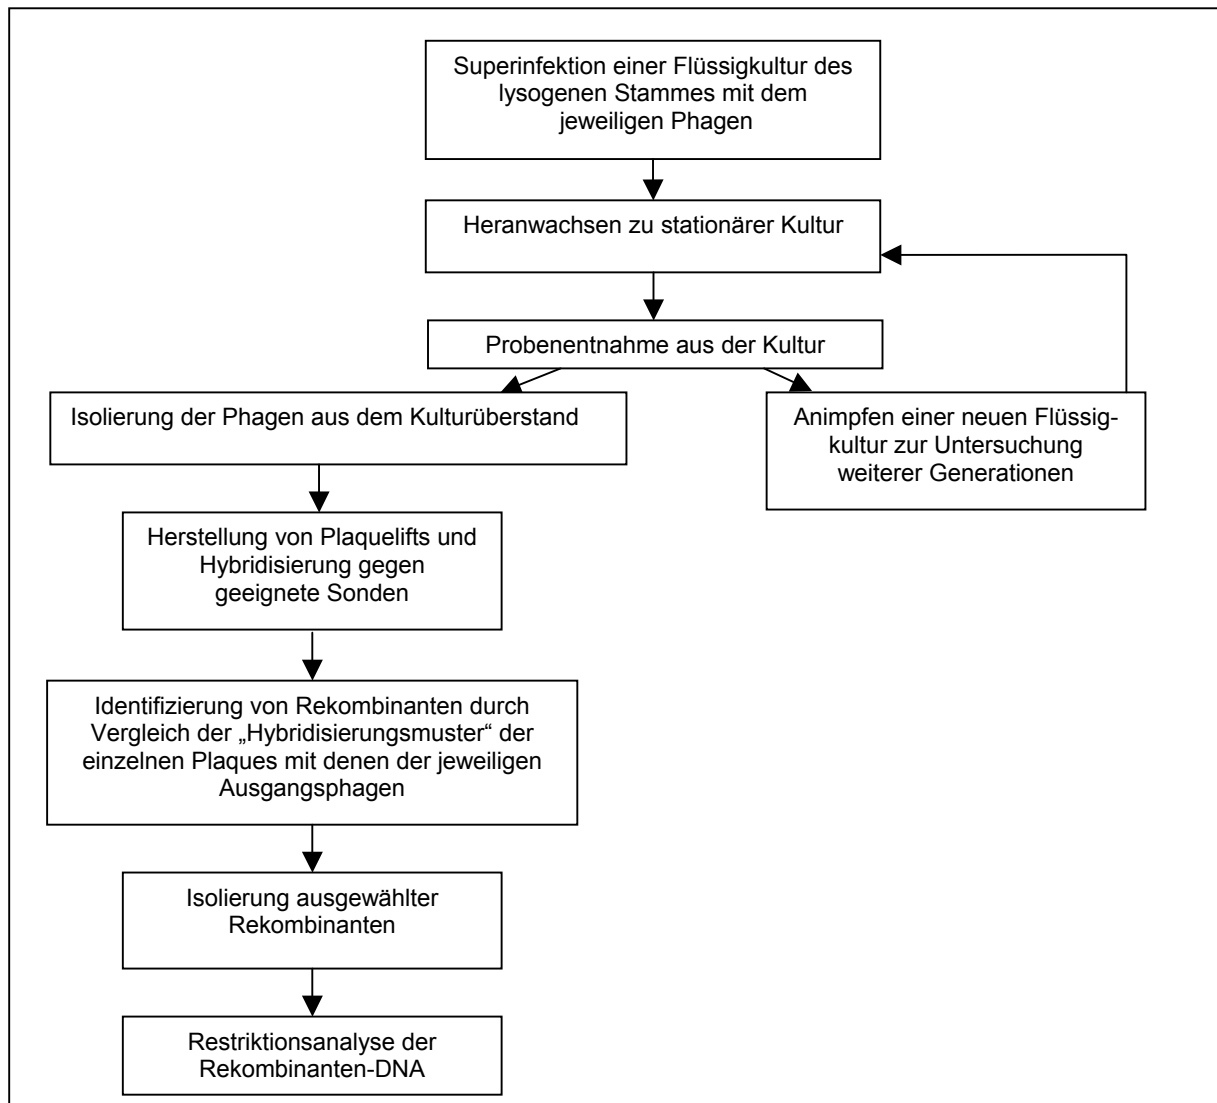 Superinfektion einer Flüssigkultur des
lysogenen Stammes mit dem
jeweiligen Phagen
Heranwachsen zu stationärer Kultur
Probenentnahme aus der Kultur
Isolierung der Phagen aus dem Kulturüberstand
Animpfen einer neuen Flüssig-
kultur zur Untersuchung
weiterer Generationen
Herstellung von Plaquelifts und
Hybridisierung gegen
geeignete Sonden
Identifizierung von Rekombinanten durch
Vergleich der „Hybridisierungsmuster“ der
einzelnen Plaques mit denen der jeweiligen
Ausgangsphagen
Isolierung ausgewählter
Rekombinanten
Restriktionsanalyse der
Rekombinanten-DNA